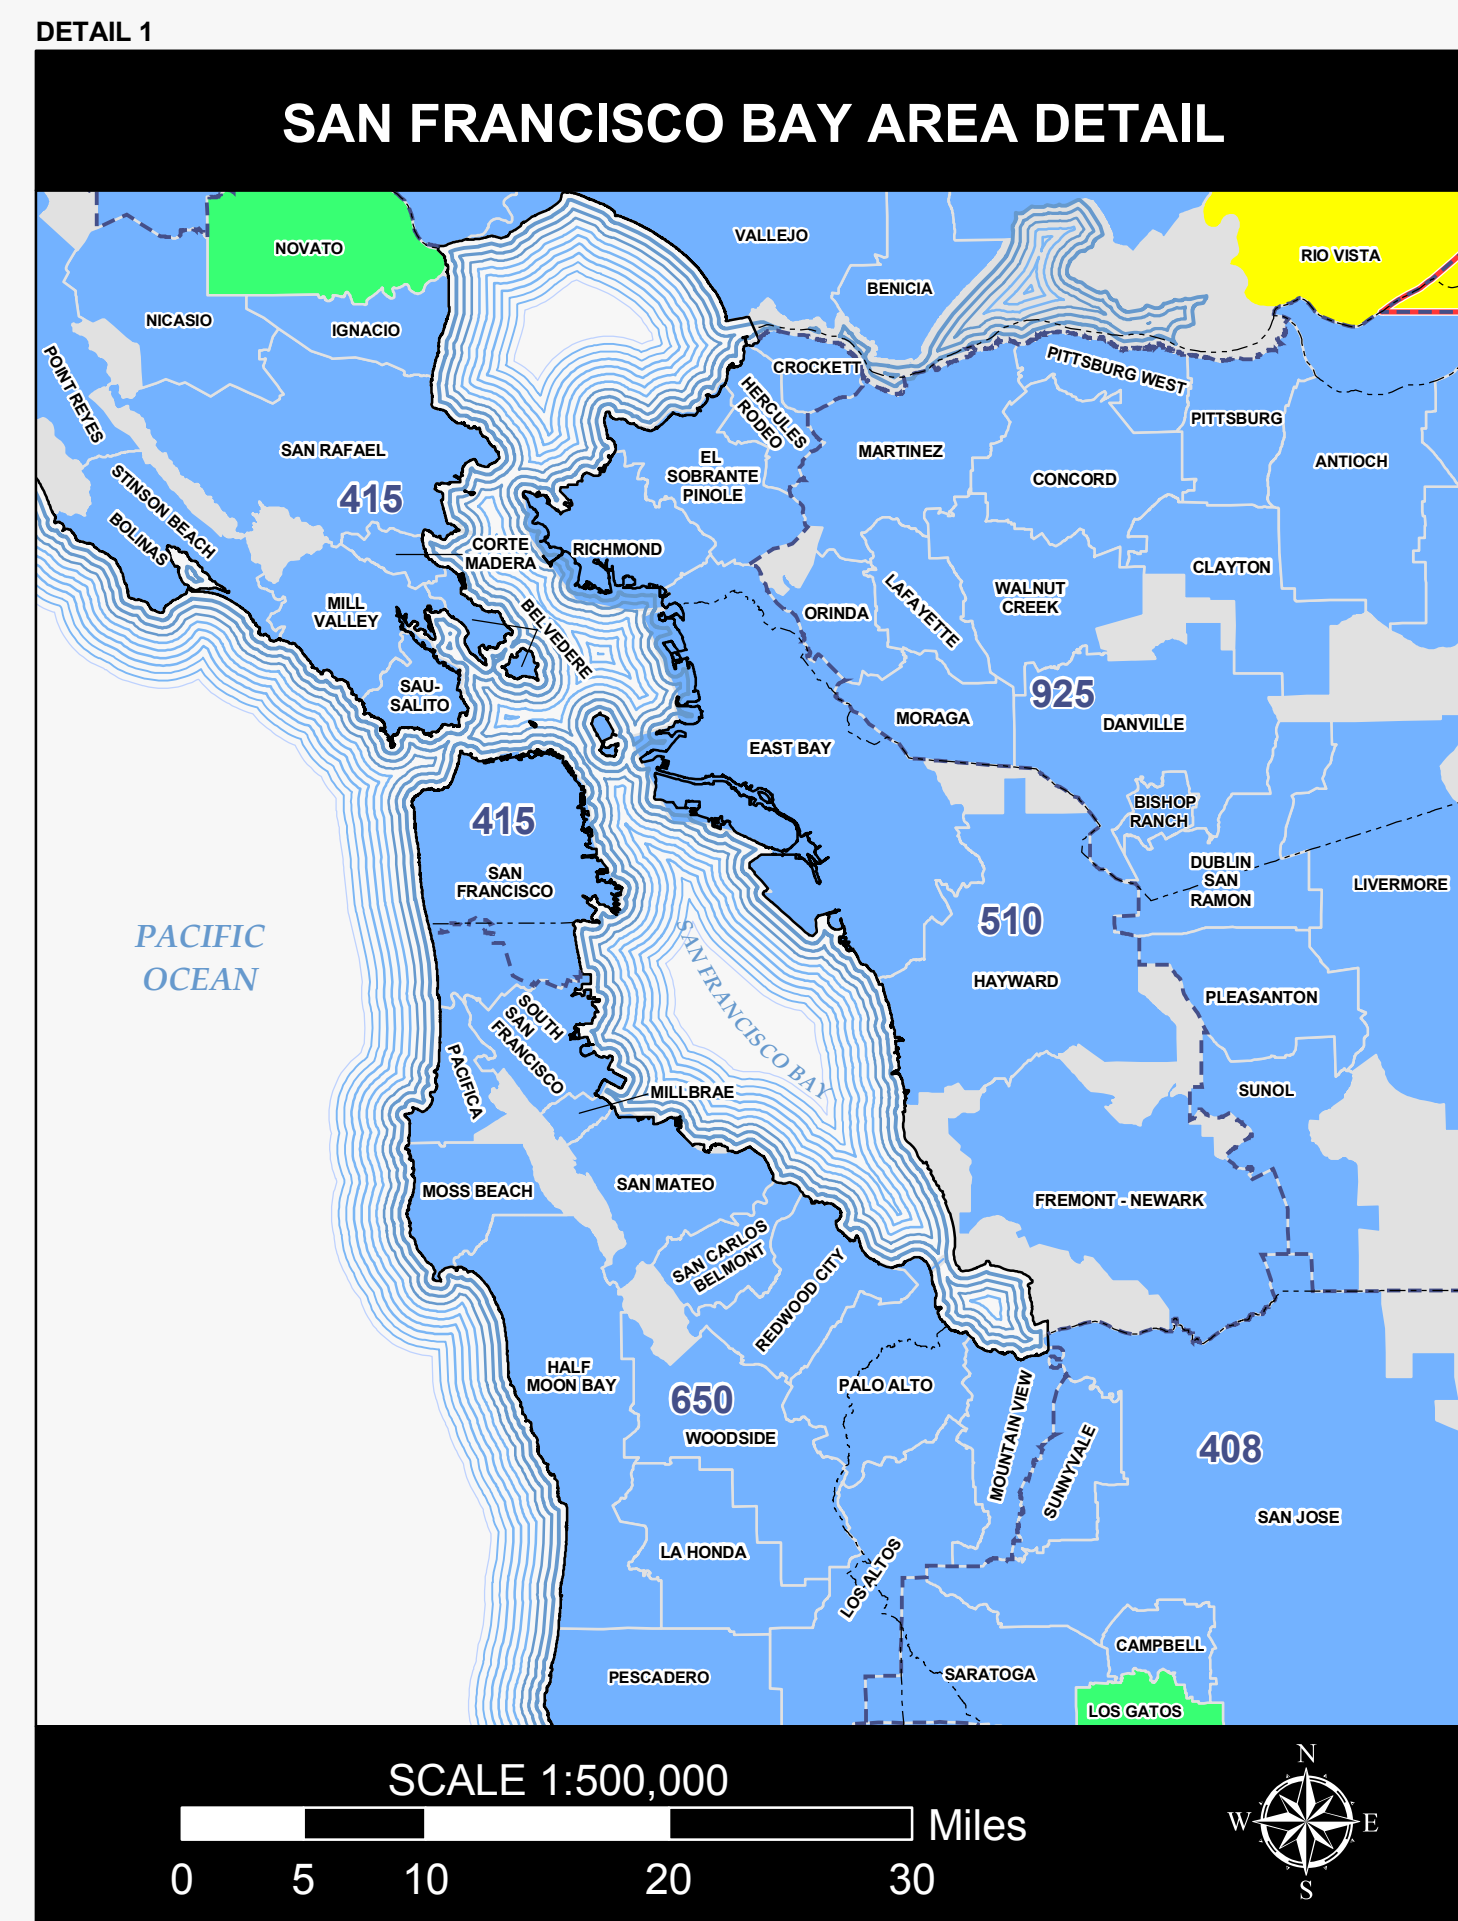 DETAIL 1
SAN FRANCISCO BAY AREA DETAIL
NOVATO
VALLEJO
RIO VISTA
BENICIA
NICASIO
IGNACIO
POINT REYES
CROCKETT
PITTSBURG WEST
HERCULES
RODEO
PITTSBURG
SAN RAFAEL
MARTINEZ
ANTIOCH
EL
SOBRANTE
PINOLE
CONCORD
415
STINSON BEACH
BOLINAS
CORTE
MADERA
RICHMOND
CLAYTON
MILL
VALLEY
BELVEDERE
ORINDA
LAFAYETTE
WALNUT
CREEK
SAU-
SALITO
925
MORAGA
DANVILLE
EAST BAY
415
BISHOP
RANCH
SAN
FRANCISCO
DUBLIN
SAN
RAMON
LIVERMORE
PACIFIC
OCEAN
510
SAN FRANCISCO BAY
HAYWARD
PLEASANTON
SOUTH
SAN
FRANCISCO
PACIFICA
MILLBRAE
SUNOL
MOSS BEACH
SAN MATEO
FREMONT - NEWARK
SAN CARLOS
BELMONT
REDWOOD CITY
HALF
MOON BAY
650
WOODSIDE
PALO ALTO
MOUNTAIN VIEW
SUNNYVALE
408
SAN JOSE
LA HONDA
LOS ALTOS
CAMPBELL
PESCADERO
SARATOGA
LOS GATOS
SCALE 1:500,000
Miles
0 5 10 20 30
N
W E
S